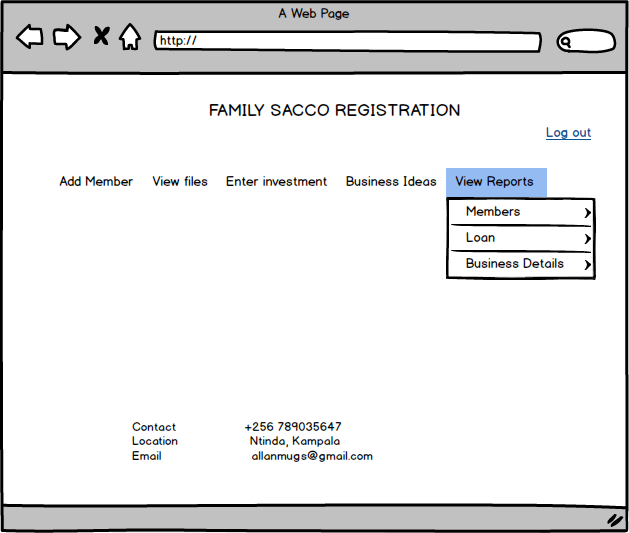 A Web Page
http://
FAMILY SACCO REGISTRATION
Log out
Add Member View files Enter investment Business Ideas View Reports
Members
Loan
Business Details
Contact +256 789035647
Location Ntinda, Kampala
Email allanmugs@gmail.com